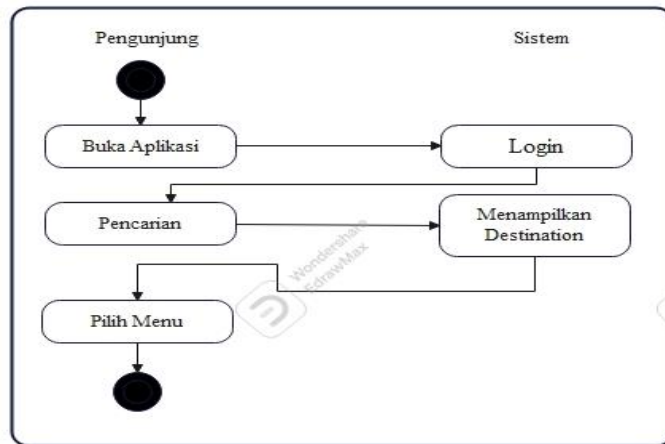 Pengunjung
Sistem
Buka Aplikasi
Login
Pencarian
Menampilkan
Destination
Wondershare
EdrawMax
Pilih Menu